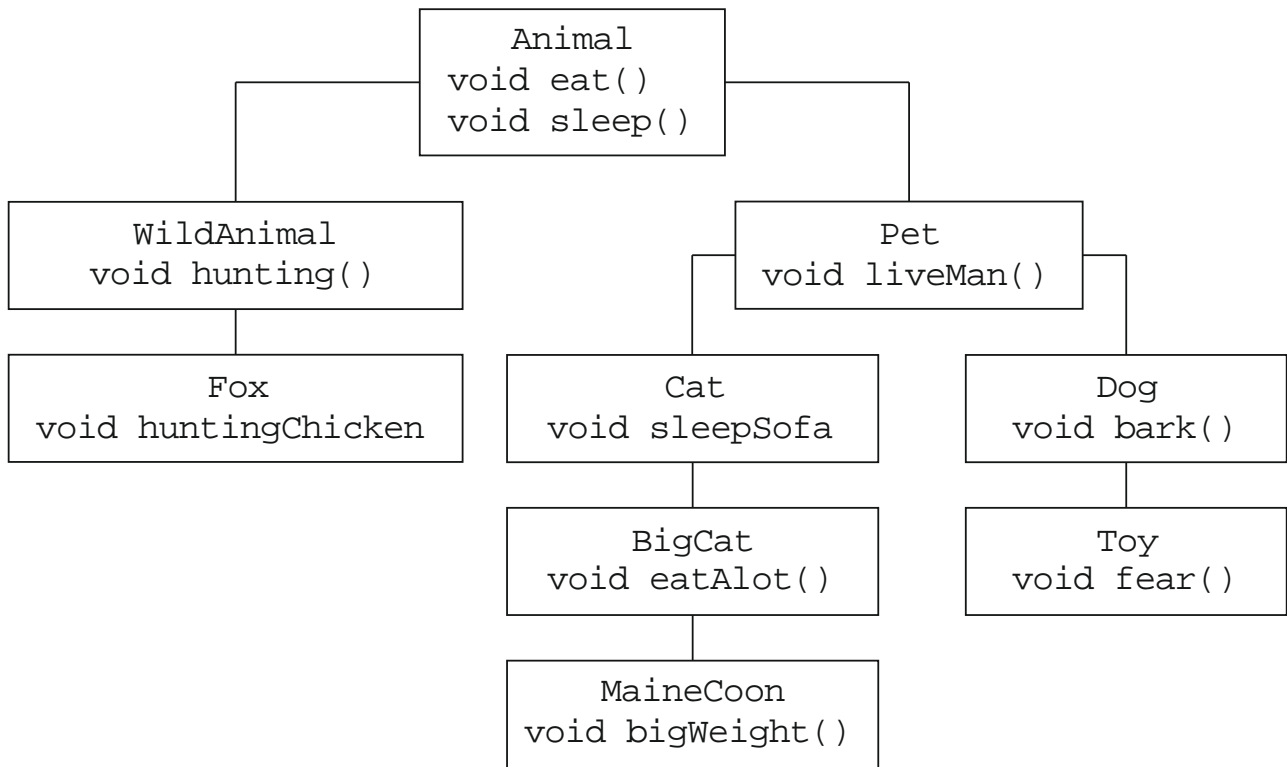 Animal
void eat()
void sleep()
WildAnimal
void hunting()
Pet
void liveMan()
Fox
void huntingChicken
Cat
void sleepSofa
Dog
void bark()
BigCat
void eatAlot()
Toy
void fear()
MaineCoon
void bigWeight()